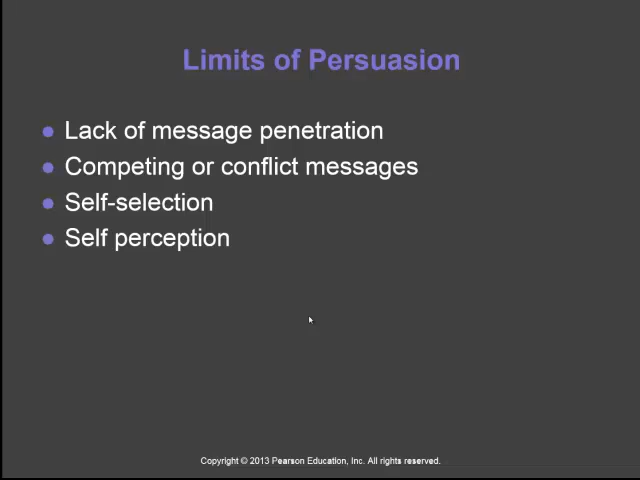 Limits of Persuasion
● Lack of message penetration
● Competing or conflict messages
● Self-selection
● Self perception
Copyright © 2013 Pearson Education, Inc. All rights reserved.